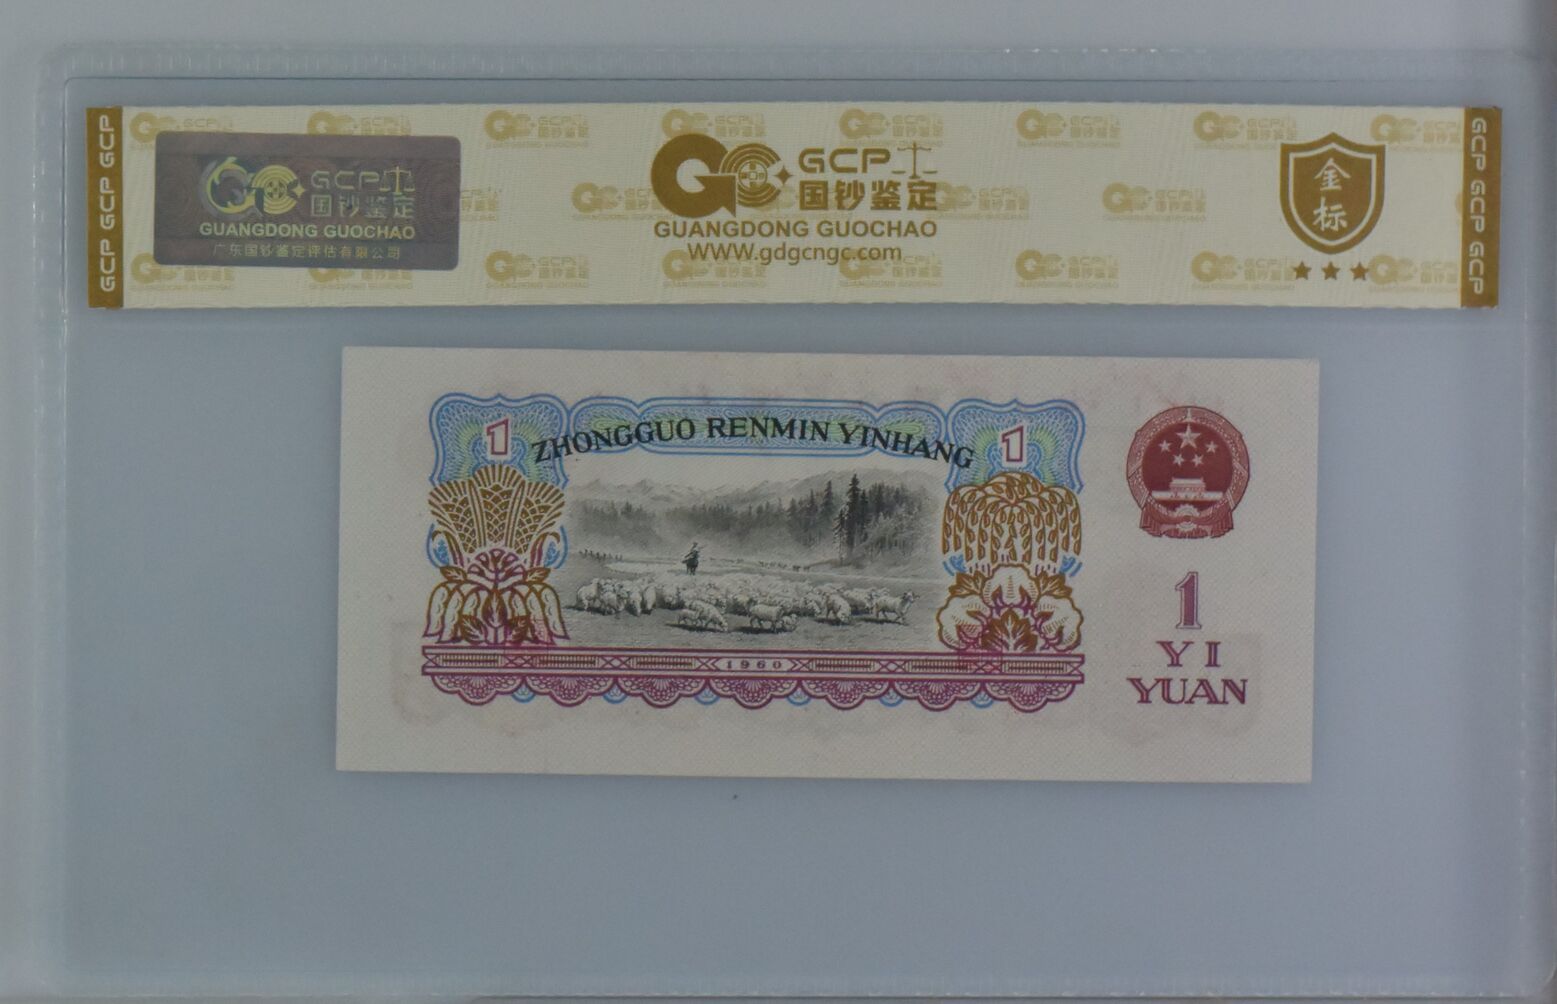 GCP GCP GCP
GCP
国钞鉴定
GUANGDONG GUOCHAO
广东国钞鉴定评估有限公司
GCP
国钞鉴定
GUANGDONG GUOCHAO
WWW.gdgcngc.com
金
标
GCP GCP GCP
1
ZHONGGUO RENMIN YINHANG
1
1960
1
YI
YUAN